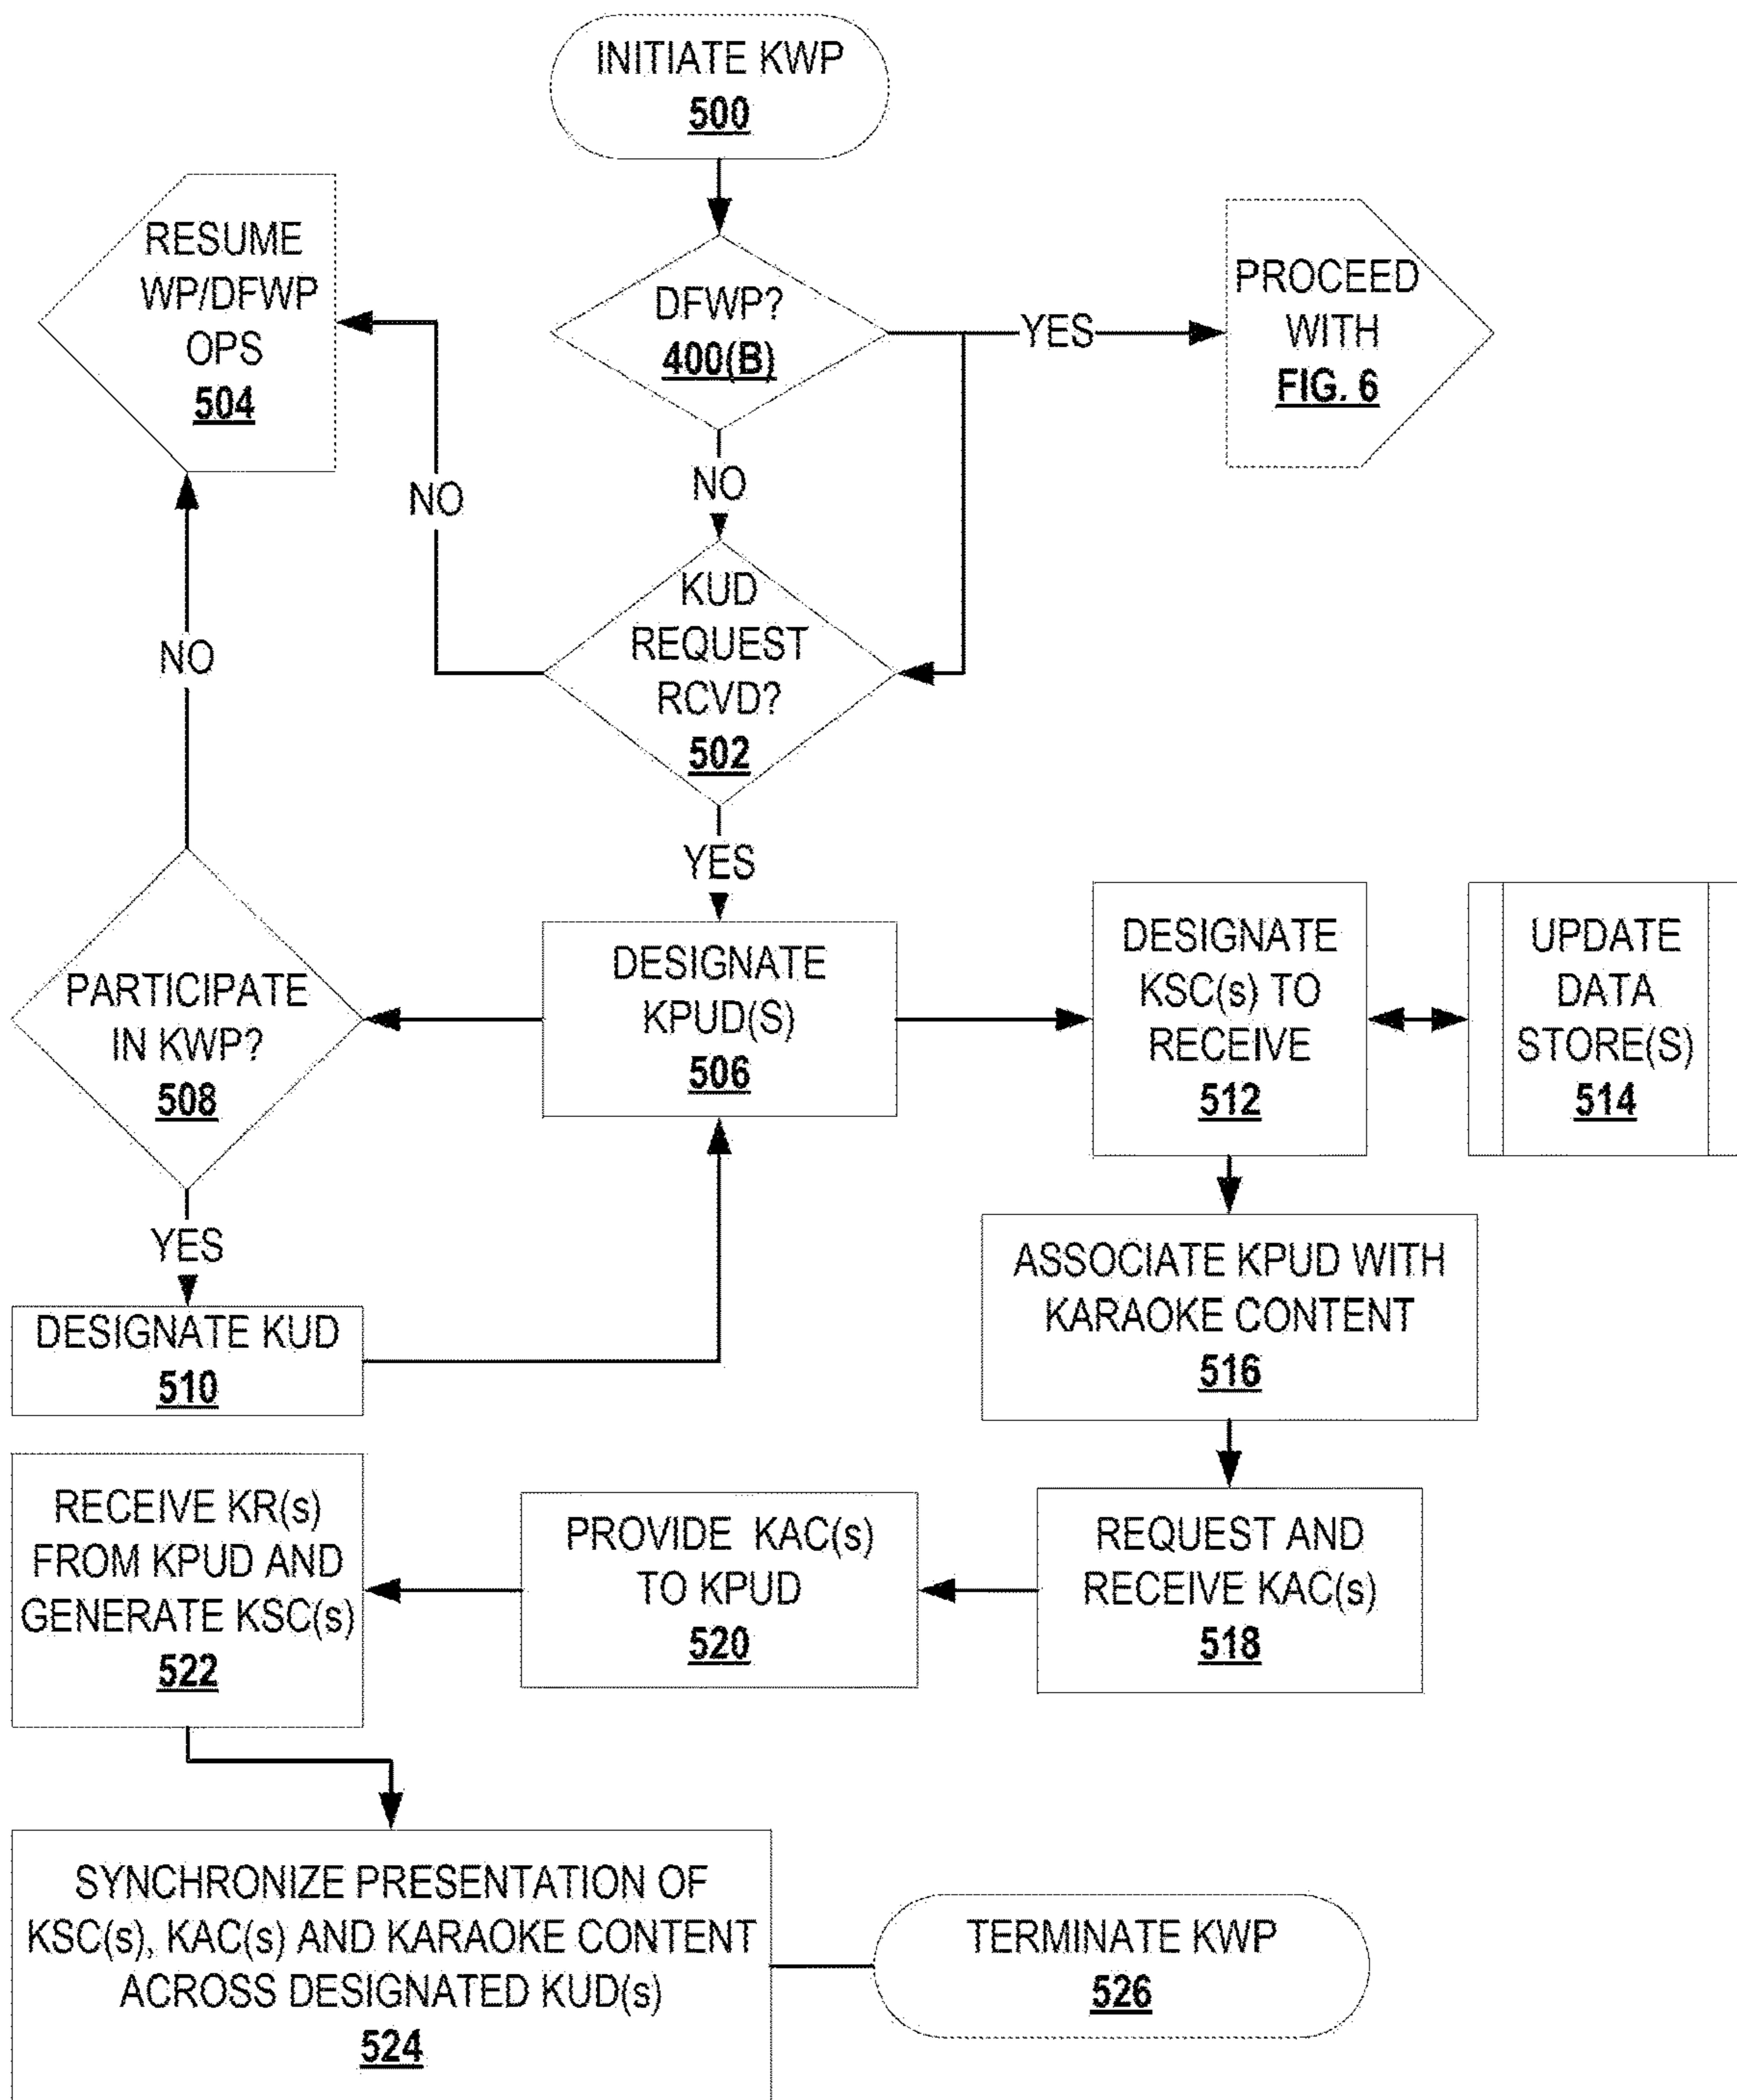 INITIATE KWP
500
RESUME
WP/DFWP
OPS
504
DFWP?
400(B)
YES
PROCEED
WITH
FIG. 6
NO
NO
KUD
REQUEST
RCVD?
502
NO
YES
PARTICIPATE
IN KWP?
508
DESIGNATE
KPUD(S)
506
DESIGNATE
KSC(s) TO
RECEIVE
512
UPDATE
DATA
STORE(S)
514
YES
DESIGNATE KUD
510
ASSOCIATE KPUD WITH
KARAOKE CONTENT
516
RECEIVE KR(s)
FROM KPUD AND
GENERATE KSC(s)
522
PROVIDE KAC(s)
TO KPUD
520
REQUEST AND
RECEIVE KAC(s)
518
SYNCHRONIZE PRESENTATION OF
KSC(s), KAC(s) AND KARAOKE CONTENT
ACROSS DESIGNATED KUD(s)
524
TERMINATE KWP
526